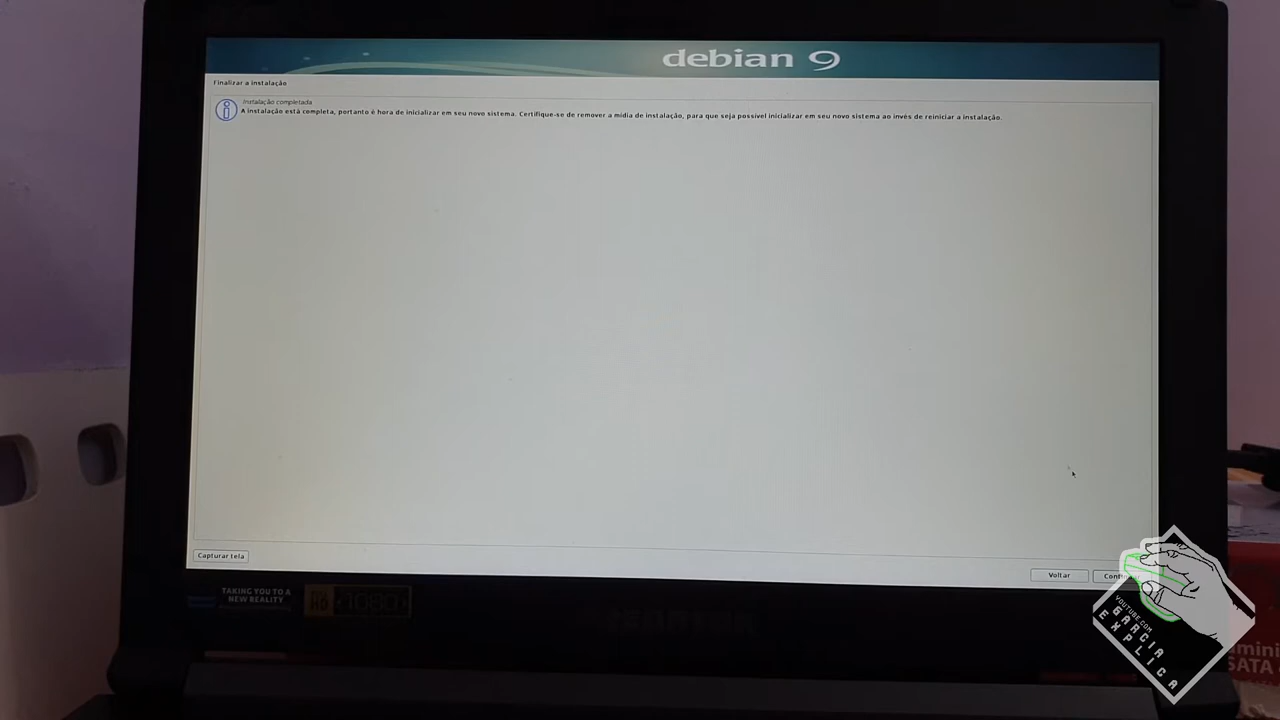 debian 9
Finalizar a instalação
Instalação completada
A instalação está completa, portanto é hora de inicializar em seu novo sistema. Certifique-se de remover a mídia de instalação, para que seja possível inicializar em seu novo sistema ao invés de reiniciar a instalação.
Capturar tela
Voltar
TAKING YOU TO A
NEW REALITY
1080
YOUTUBE.COM
GARCIA
EXPLICA
SATA